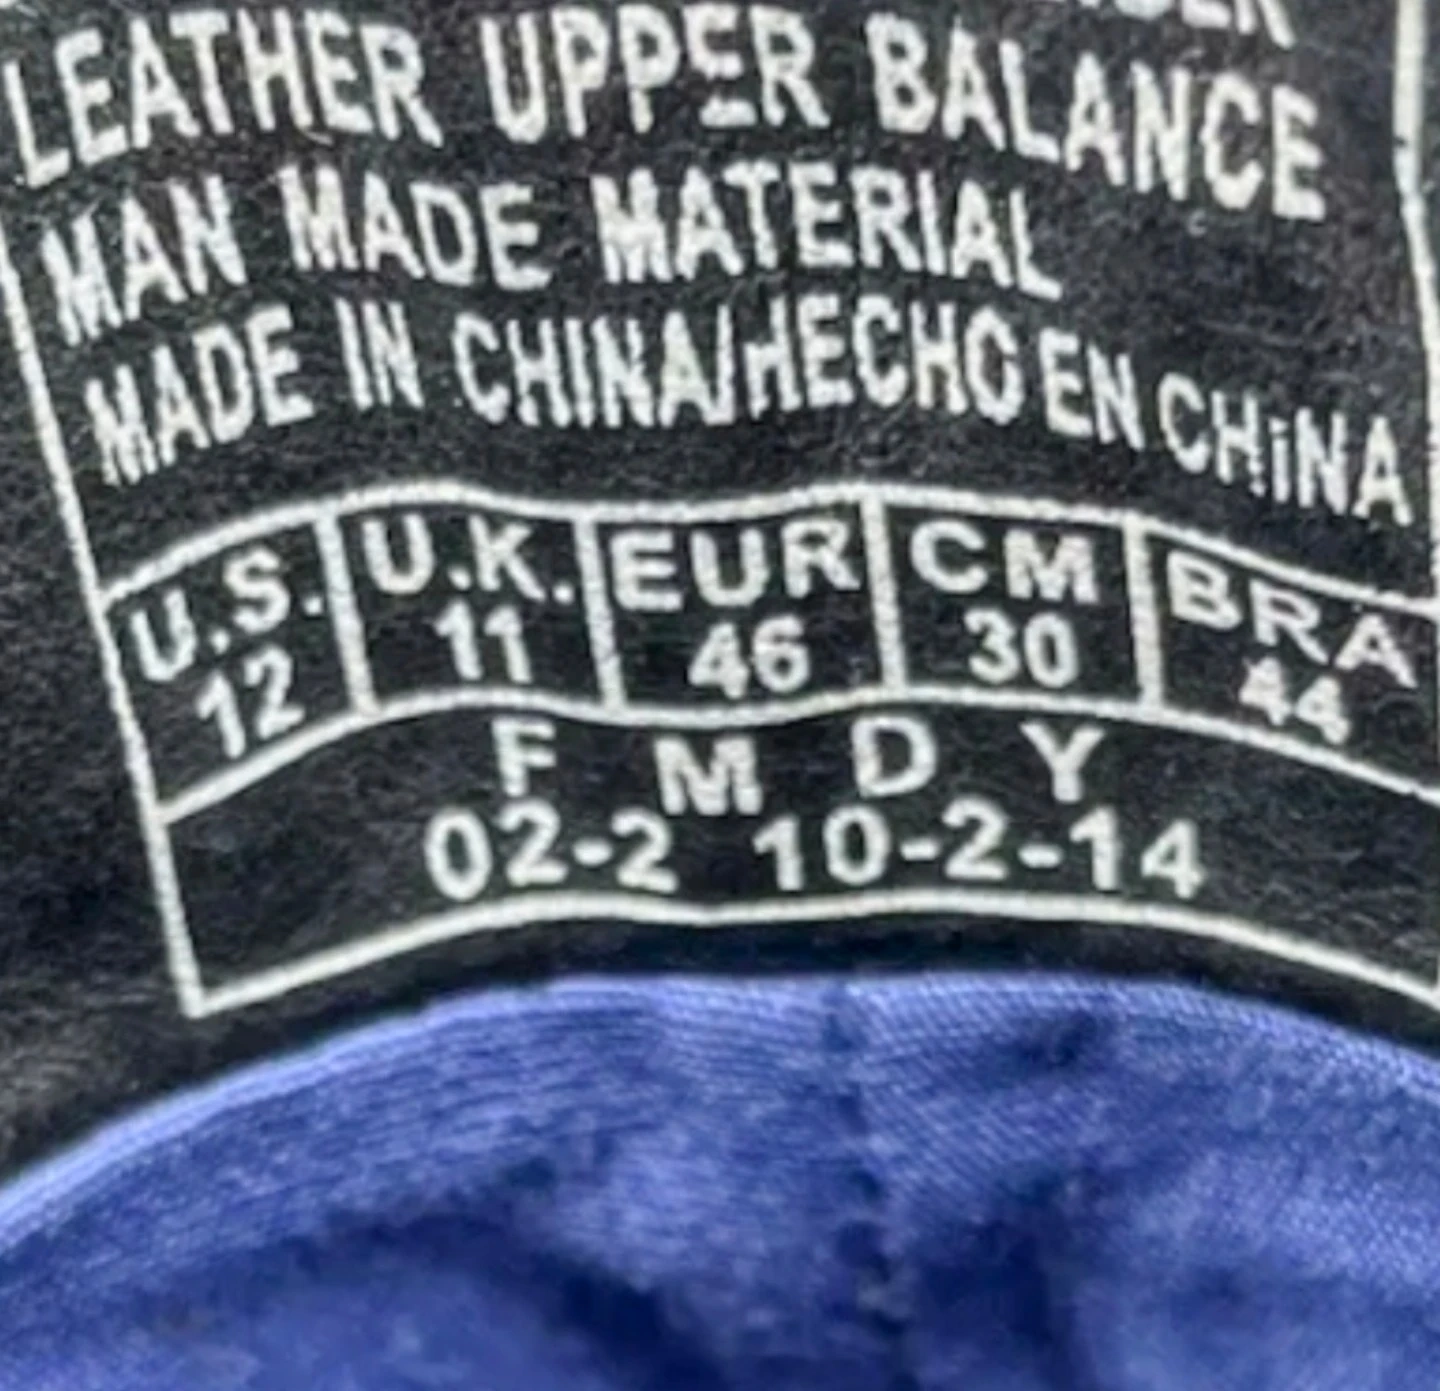 LEATHER UPPER BALANCE
MAN MADE MATERIAL
MADE IN CHINA/HECHO EN CHiNA
U.S. U.K. EUR CM BRA
12 11 46 30 44
F M D Y
02-2 10-2-14